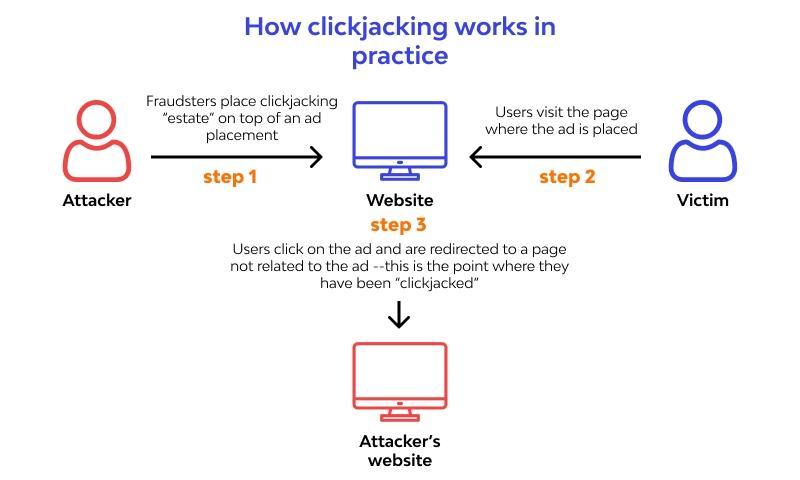 How clickjacking works in
practice
Fraudsters place clickjacking
"estate" on top of an ad
placement
step 1
Attacker
Users visit the page
where the ad is placed
step 2
Website
Victim
step 3
Users click on the ad and are redirected to a page
not related to the ad --this is the point where they
have been "clickjacked"
Attacker's
website